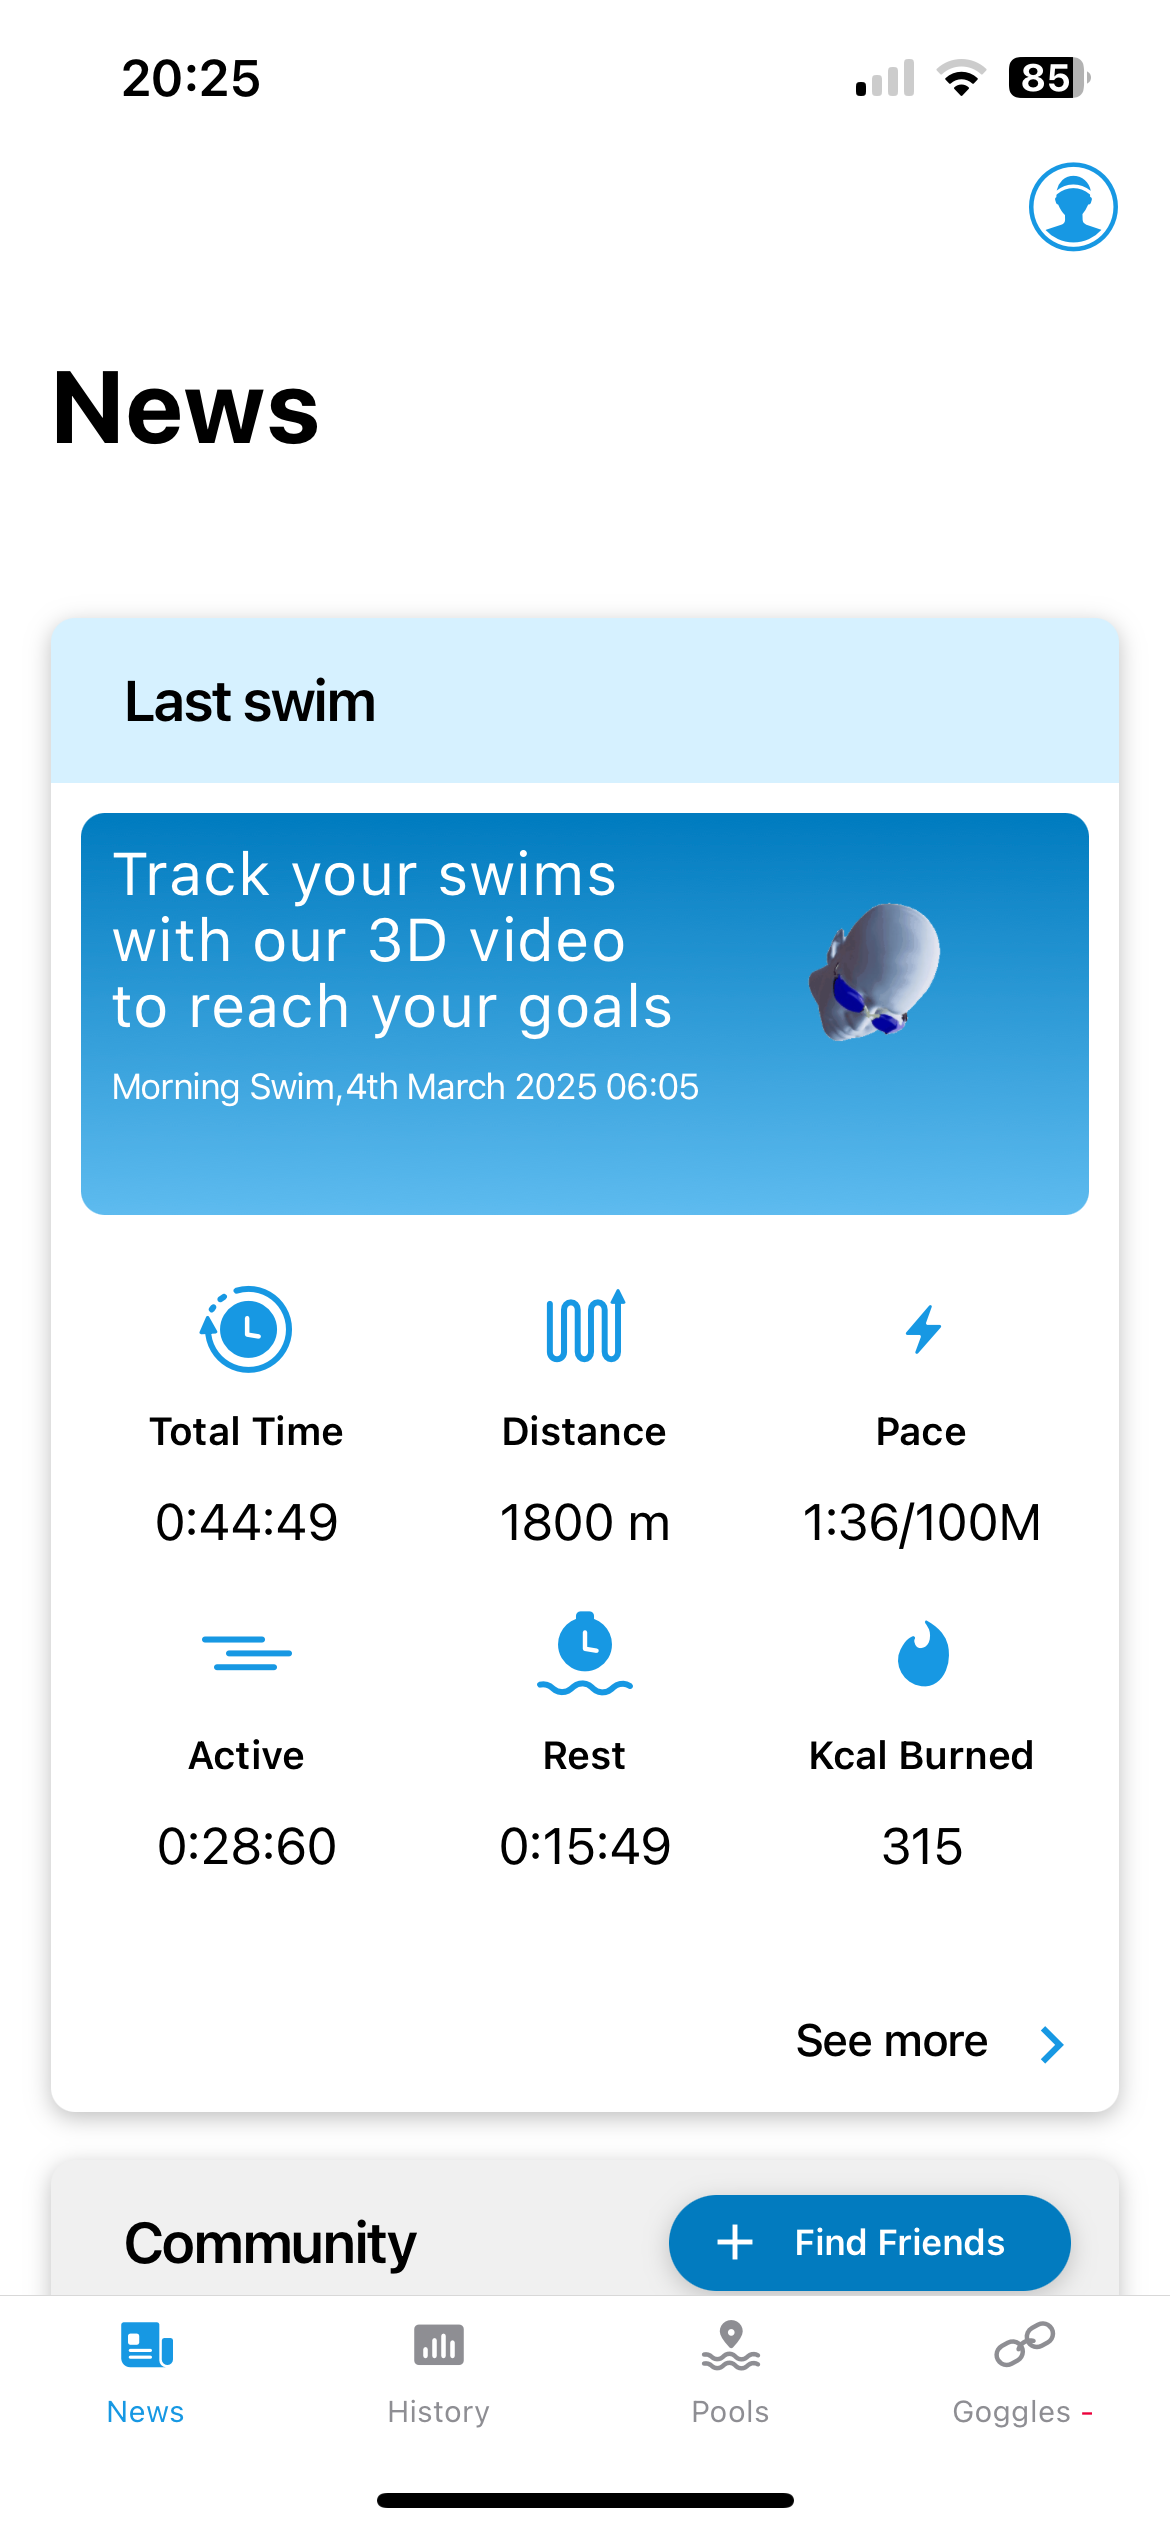 20:25
85
News
Last swim
Track your swims
with our 3D video
to reach your goals
Morning Swim,4th March 2025 06:05
Total Time
Distance
Pace
0:44:49
1800 m
1:36/100M
Active
Rest
Kcal Burned
0:28:60
0:15:49
315
See more
Community
+ Find Friends
News
History
Pools
Goggles -